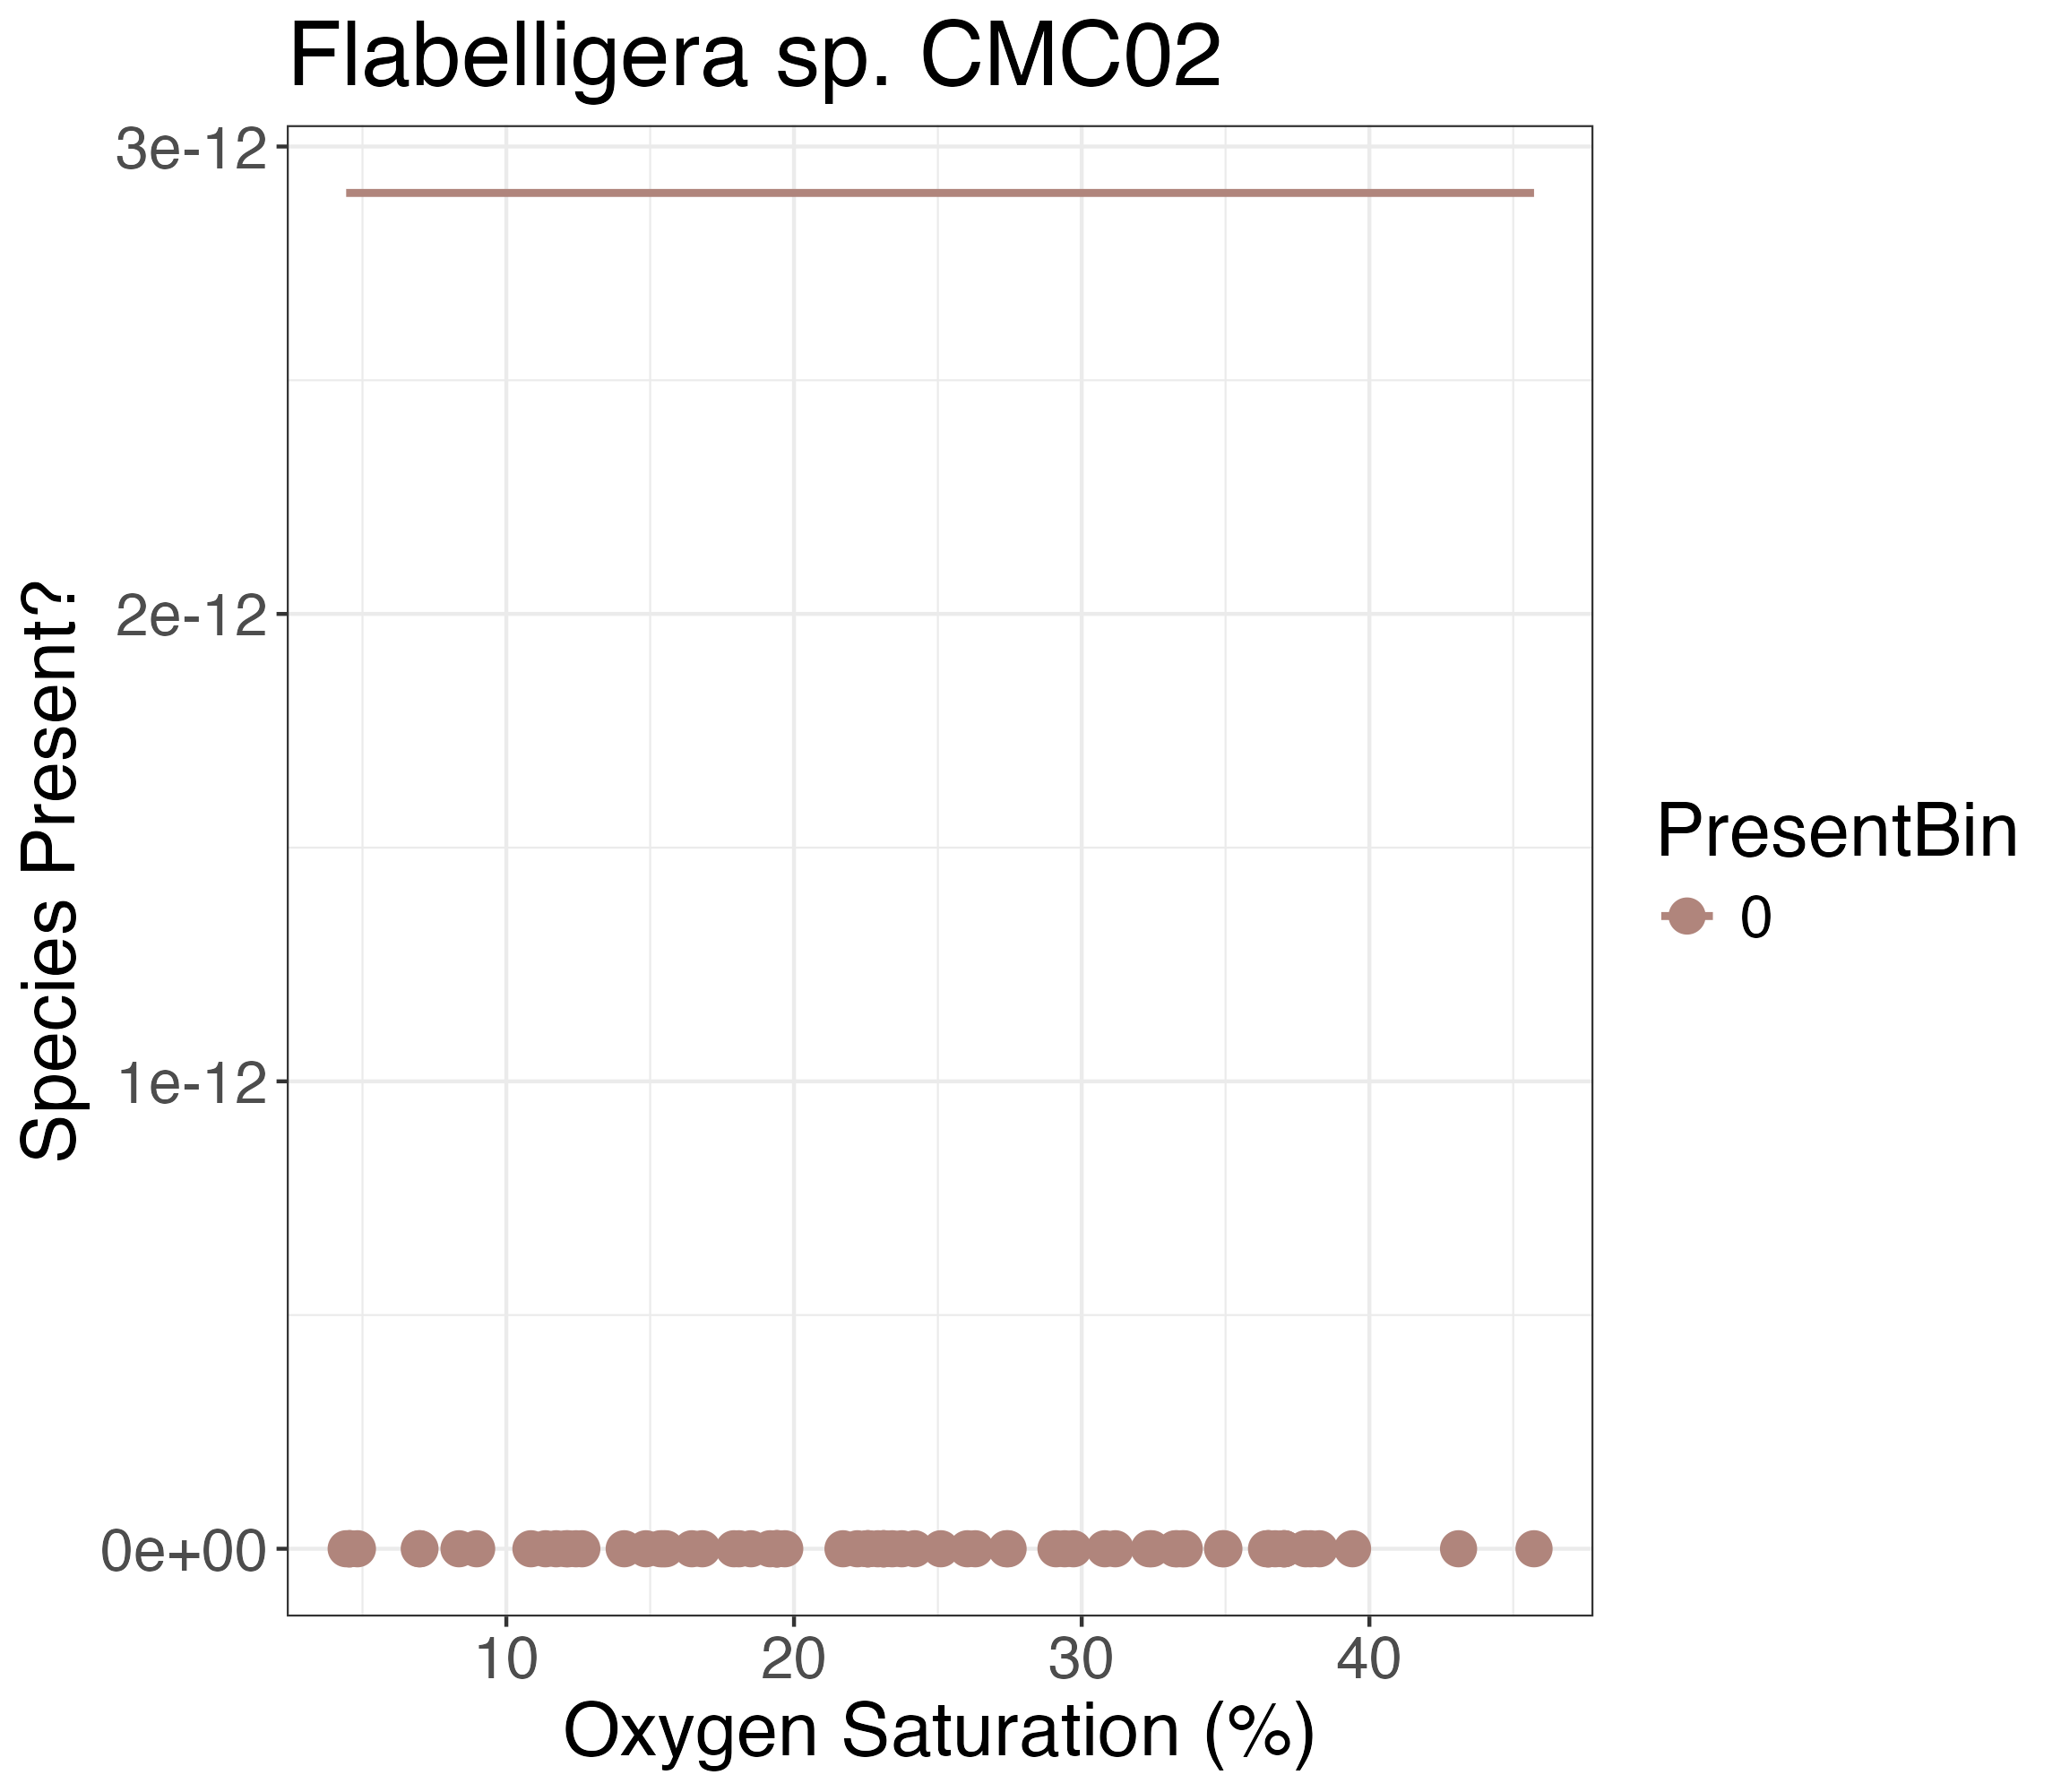 Flabelligera sp. CMC02
3e-12
2e-12
1e-12
0e+00
Species Present?
10 20 30 40
Oxygen Saturation (%)
PresentBin
0